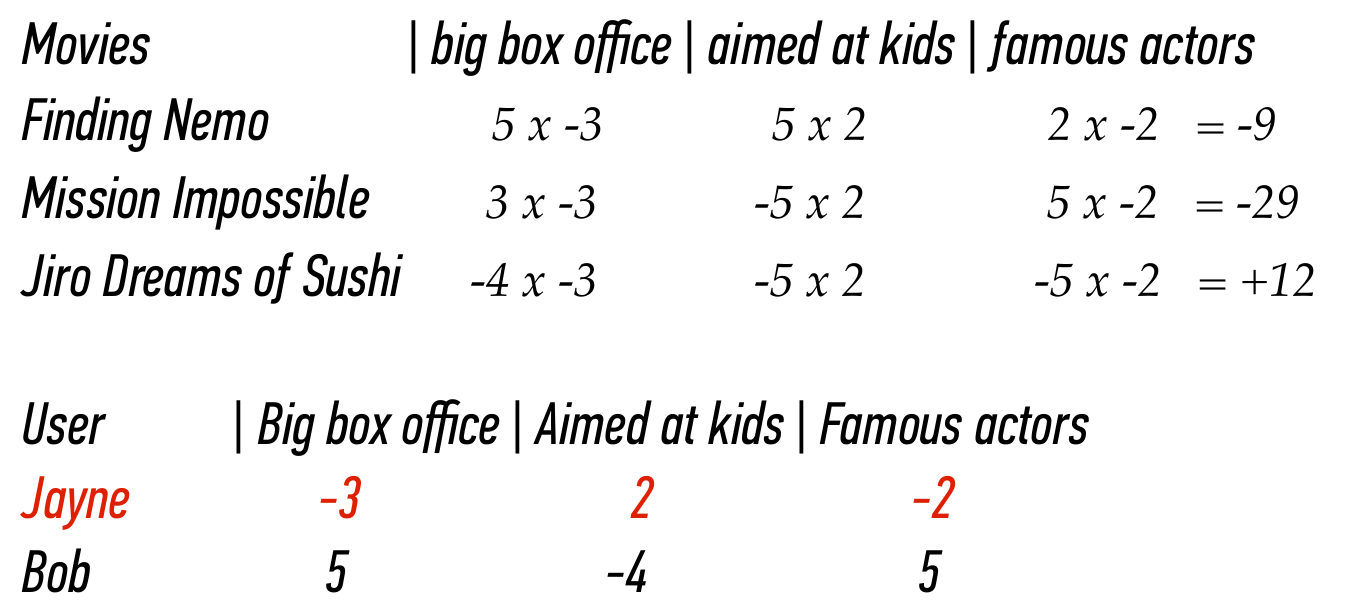 Movies | big box office | aimed at kids | famous actors
Finding Nemo 5 x -3 5 x 2 2 x -2 = -9
Mission Impossible 3 x -3 -5 x 2 5 x -2 = -29
Jiro Dreams of Sushi -4 x -3 -5 x 2 -5 x -2 = +12
User | Big box office | Aimed at kids | Famous actors
Jayne -3 2 -2
Bob 5 -4 5